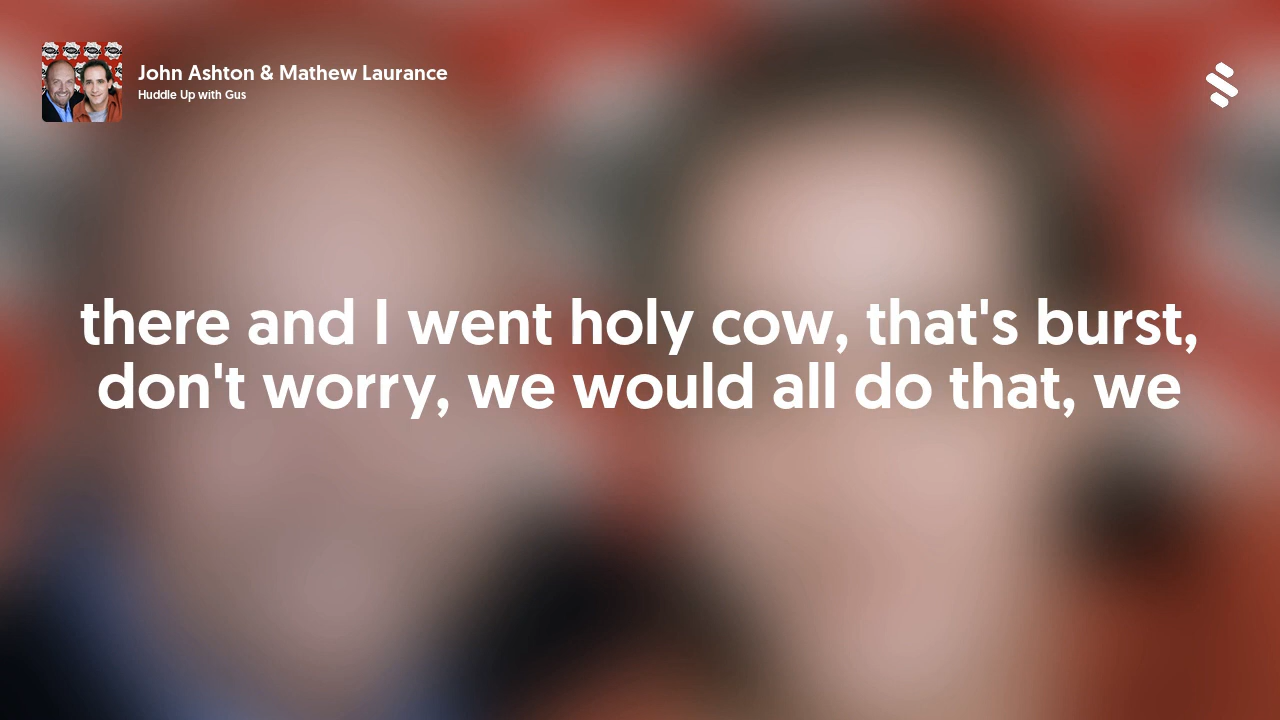 John Ashton & Mathew Laurance
Huddle Up with Gus
there and I went holy cow, that's burst,
don't worry, we would all do that, we